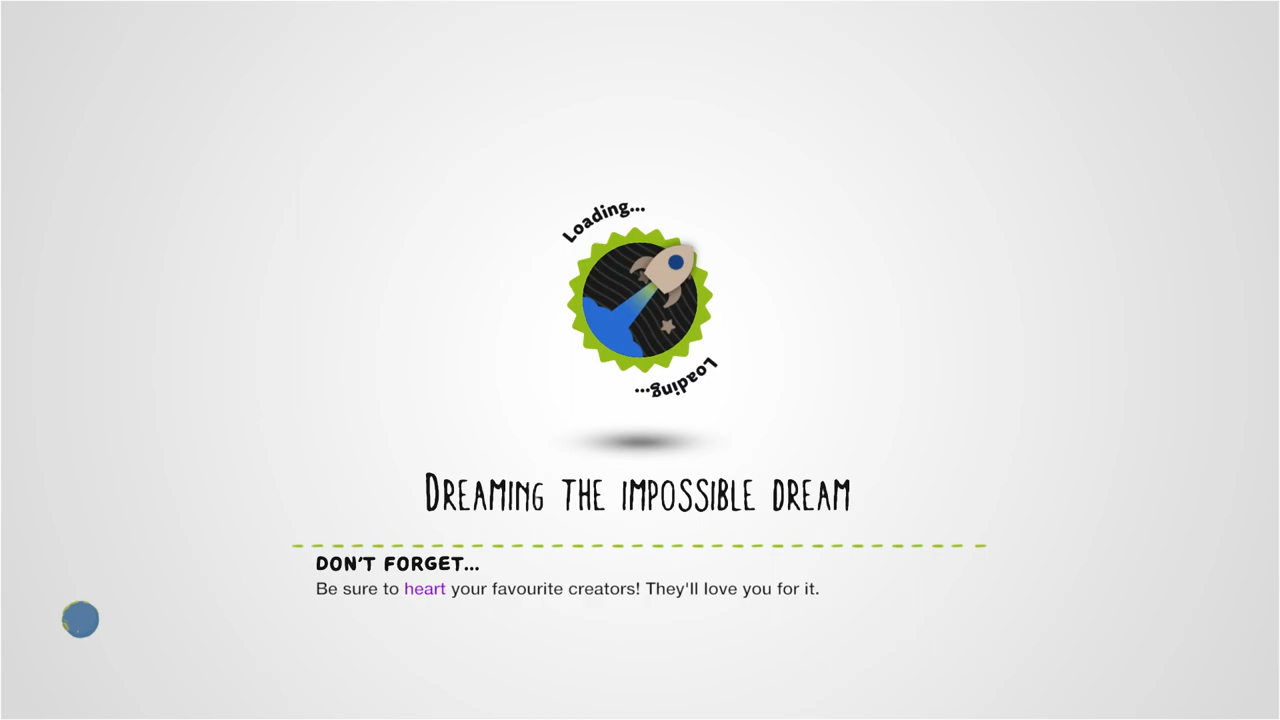 Loading...
Loading...
Dreaming the impossible dream
DON'T FORGET...
Be sure to heart your favourite creators! They'll love you for it.